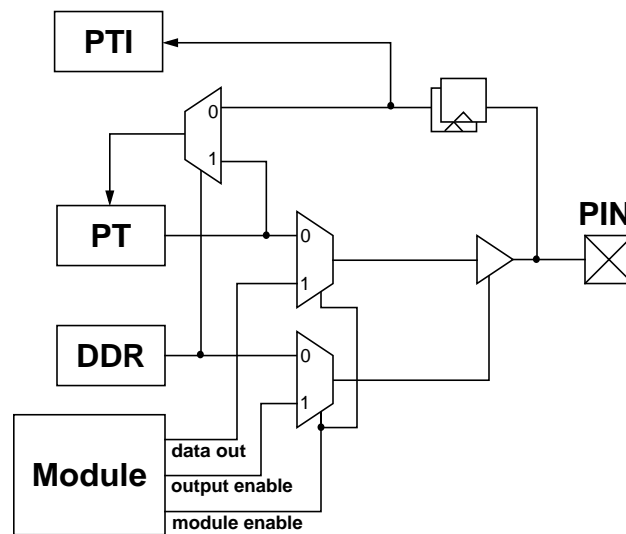 PTI
0
1
PT
0
1
PIN
DDR
0
1
Module
data out
output enable
module enable